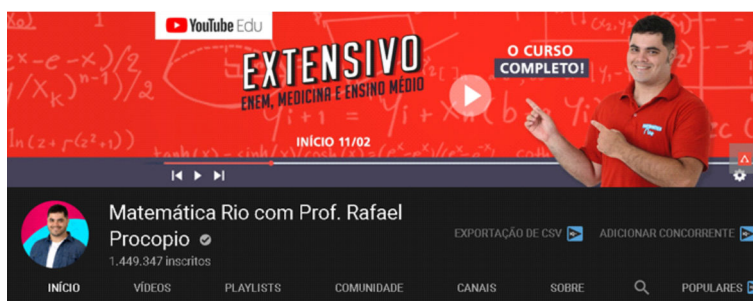 YouTube Edu
EXTENSIVO
ENEM, MEDICINA E ENSINO MÉDIO
O CURSO
COMPLETO!
INÍCIO 11/02
Matemática Rio com Prof. Rafael
Procopio
1.449.347 inscritos
EXPORTAÇÃO DE CSV
ADICIONAR CONCORRENTE
INÍCIO VÍDEOS PLAYLISTS COMUNIDADE CANAIS SOBRE POPULARES